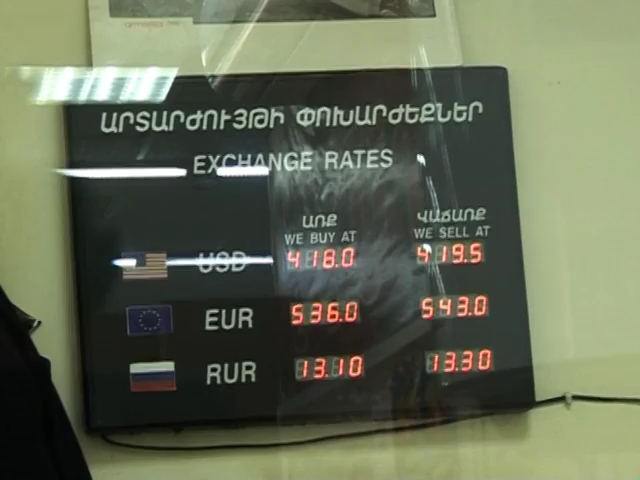 ԱՐՏԱՐԺՈՒՅԹԻ ՓՈԽԱՐԺԵՔՆԵՐ
EXCHANGE RATES
ԱՌՔ ՎԱՃԱՌՔ
WE BUY AT WE SELL AT
USD 418.0 419.5
EUR 536.0 543.0
RUR 13.10 13.30